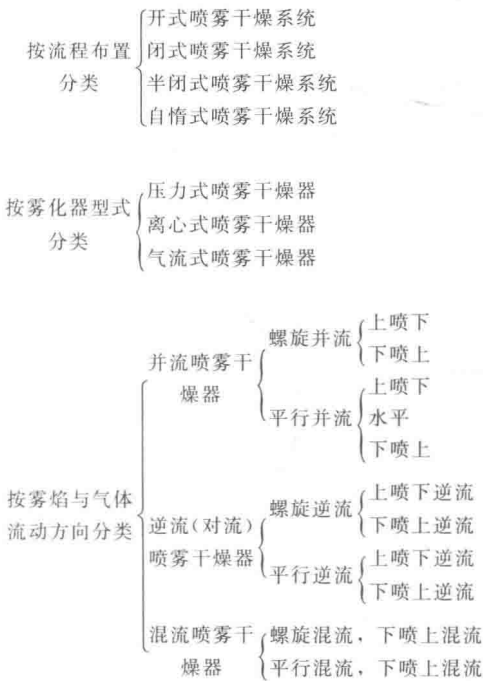 按流程布置
分类
开式喷雾干燥系统
闭式喷雾干燥系统
半闭式喷雾干燥系统
自惰式喷雾干燥系统
按雾化器型式
分类
压力式喷雾干燥器
离心式喷雾干燥器
气流式喷雾干燥器
按雾焰与气体
流动方向分类
并流喷雾干
燥器
螺旋并流
上喷下
下喷上
平行并流
上喷下
水平
下喷上
逆流(对流)
喷雾干燥器
螺旋逆流
上喷下逆流
下喷上逆流
平行逆流
上喷下逆流
下喷上逆流
混流喷雾干
燥器
螺旋混流，下喷上混流
平行混流，下喷上混流